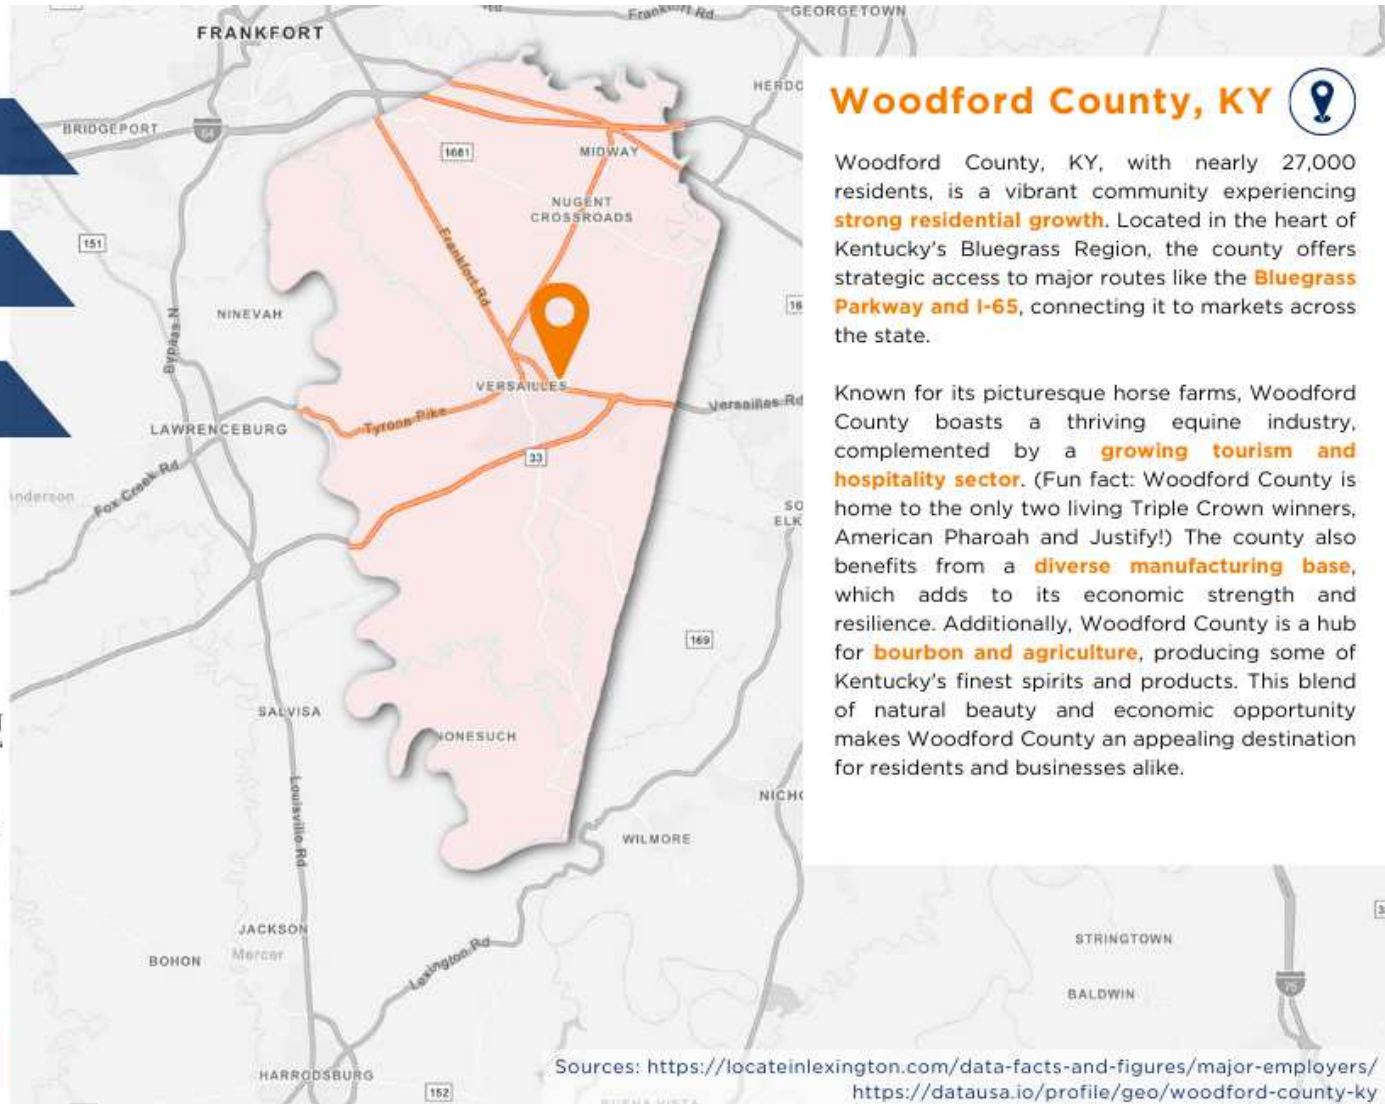 FRANKFORT
Frankfort Rd
GEORGETOWN
BRIDGEPORT
64
1681
MIDWAY
NUGENT
CROSSROADS
151
Frankfort Rd
NINEVAH
Bypass N
VERSAILLES
Versailles Rd
LAWRENCEBURG
Tyrone Pike
33
Fox Creek Rd
169
SALVISA
NONESUCH
Louisville Rd
WILMORE
JACKSON
Mercer
BOHON
Lexington Rd
HARRODSBURG
152
STRINGTOWN
BALDWIN
75
Woodford County, KY
Woodford County, KY, with nearly 27,000
residents, is a vibrant community experiencing
strong residential growth. Located in the heart of
Kentucky's Bluegrass Region, the county offers
strategic access to major routes like the Bluegrass
Parkway and I-65, connecting it to markets across
the state.
Known for its picturesque horse farms, Woodford
County boasts a thriving equine industry,
complemented by a growing tourism and
hospitality sector. (Fun fact: Woodford County is
home to the only two living Triple Crown winners,
American Pharoah and Justify!) The county also
benefits from a diverse manufacturing base,
which adds to its economic strength and
resilience. Additionally, Woodford County is a hub
for bourbon and agriculture, producing some of
Kentucky's finest spirits and products. This blend
of natural beauty and economic opportunity
makes Woodford County an appealing destination
for residents and businesses alike.
Sources: https://locateinlexington.com/data-facts-and-figures/major-employers/
https://datausa.io/profile/geo/woodford-county-ky